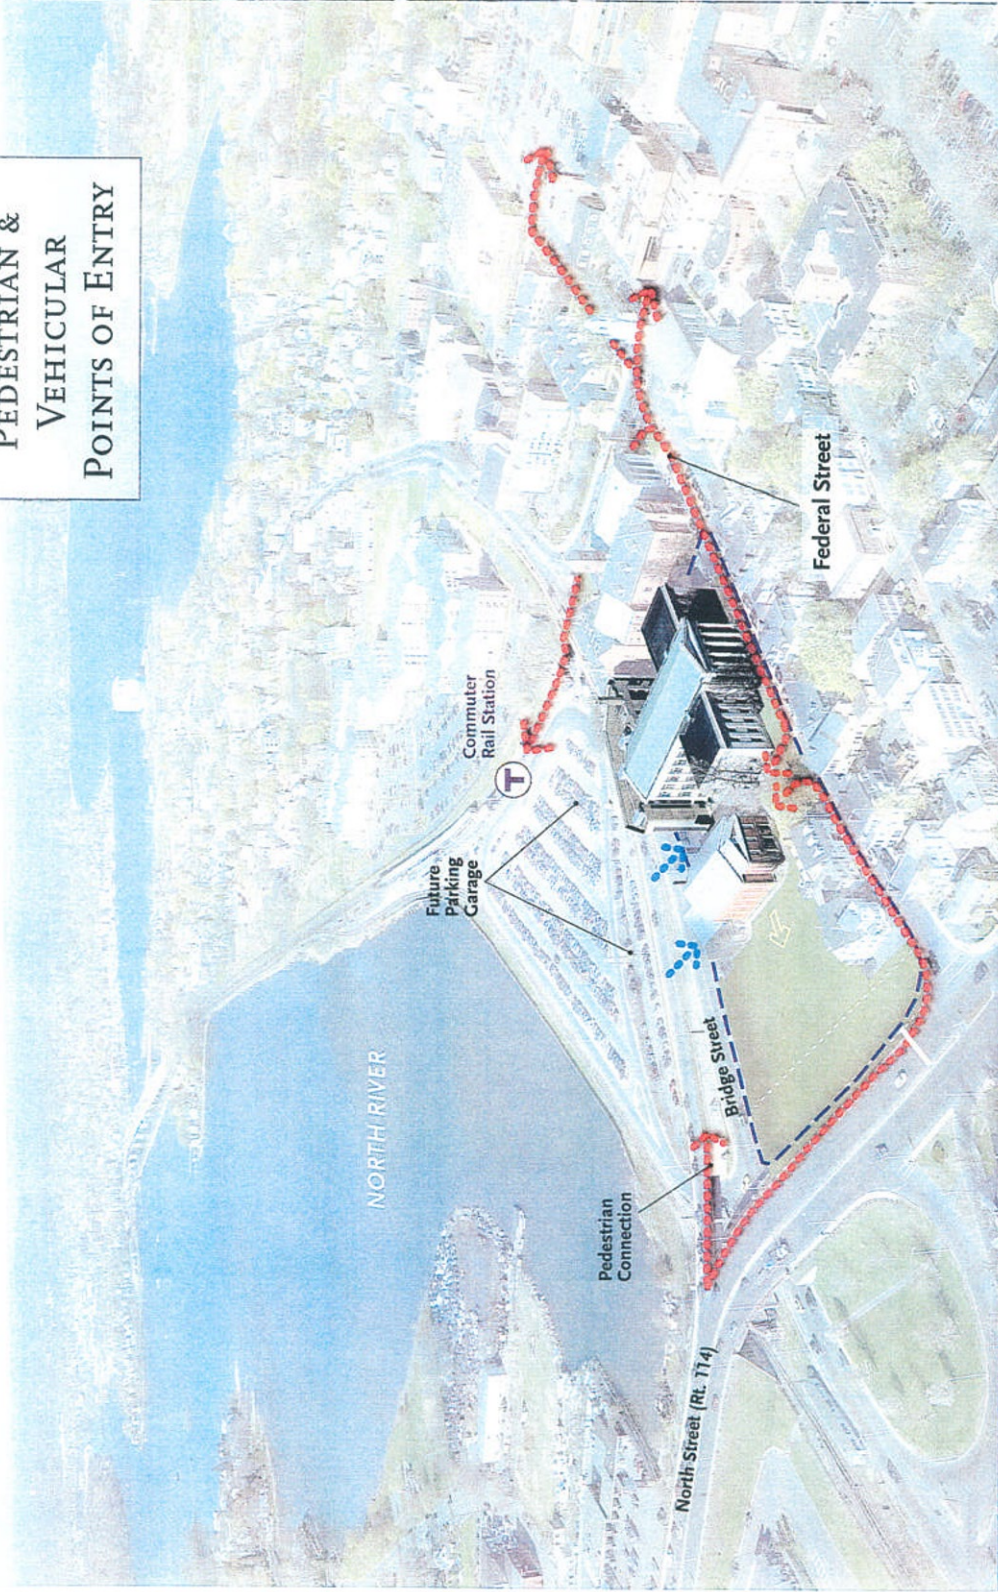 PEDESTRIAN &
VEHICULAR
POINTS OF ENTRY
NORTH RIVER
Commuter
Rail Station
T
Future
Parking
Garage
Federal Street
Bridge Street
Pedestrian
Connection
North Street (Rt. 114)